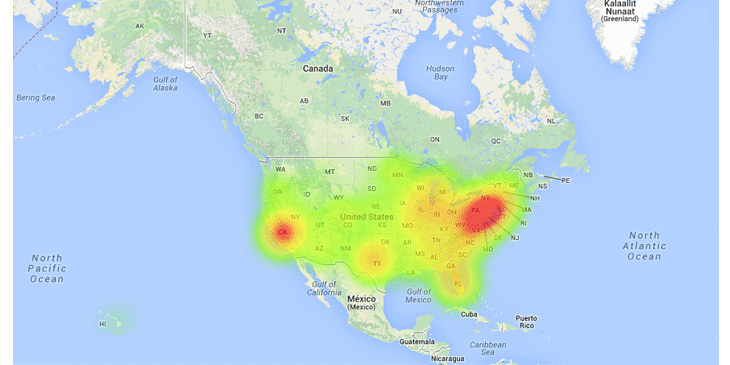 Northwestern
Passages
Kalaallit
Nunaat
(Greenland)
NU
AK
YT
NT
Canada
Hudson
Bay
Gulf of
Alaska
Bering Sea
AB
MB
BC
SK
ON
NL
QC
WA
MT
ND
MN
NB
PE
NS
VT
ME
OR
ID
SD
WI
MI
NH
WY
NY
MA
IA
NE
PA
CT
RI
NV
United States
IL
IN
OH
UT
CO
KS
MO
WV
NJ
CA
KY
VA
DE
MD
AZ
NM
OK
AR
TN
NC
SC
MS
AL
GA
TX
LA
FL
North
Pacific
Ocean
North
Atlantic
Ocean
Gulf of
California
México
(Mexico)
Gulf of
Mexico
Cuba
Puerto
Rico
HI
Guatemala
Caribbean
Sea
Nicaragua